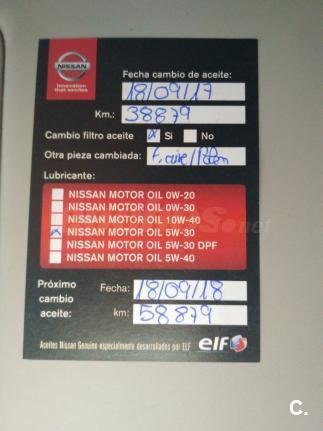 NISSAN
Innovation
that excites
Fecha cambio de aceite:
18/09/17
Km.: 38879
Cambio filtro aceite x Si No
Otra pieza cambiada: F. aire/Polen
Lubricante:
NISSAN MOTOR OIL 0W-20
NISSAN MOTOR OIL 0W-30
NISSAN MOTOR OIL 10W-40
x NISSAN MOTOR OIL 5W-30
NISSAN MOTOR OIL 5W-30 DPF
NISSAN MOTOR OIL 5W-40
Próximo
cambio
aceite:
Fecha: 18/09/18
km: 58879
Aceites Nissan Genuine especialmente desarrollados por ELF
elf
C.